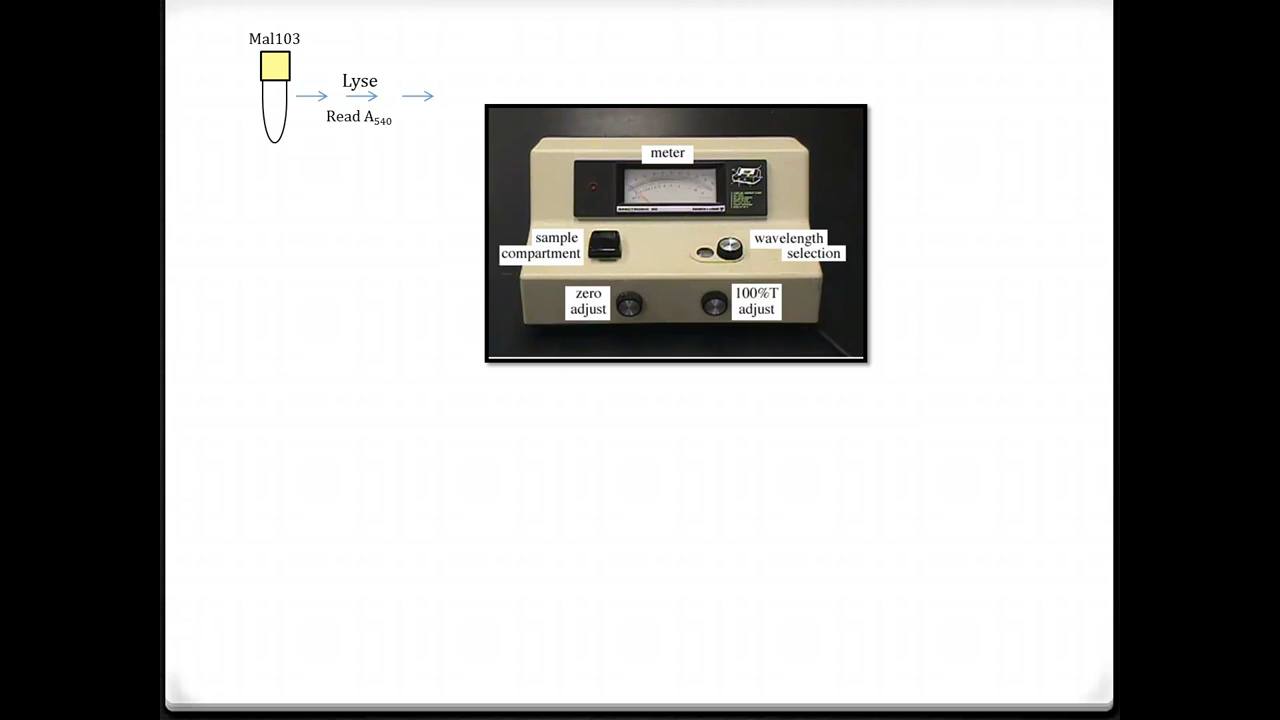 Mal103
Lyse
Read A₅₄₀
meter
sample
compartment
wavelength
selection
zero
adjust
100%T
adjust